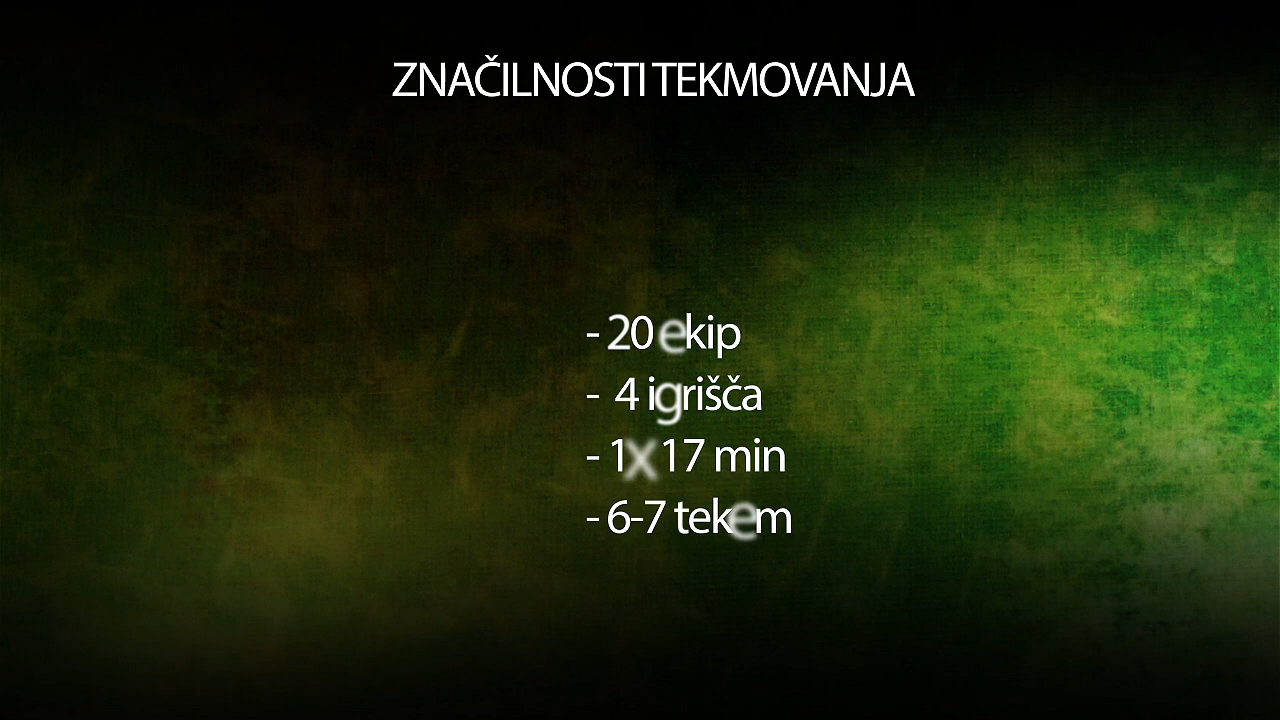 ZNAČILNOSTI TEKMOVANJA
- 20 ekip
- 4 igrišča
- 1x 17 min
- 6-7 tekem